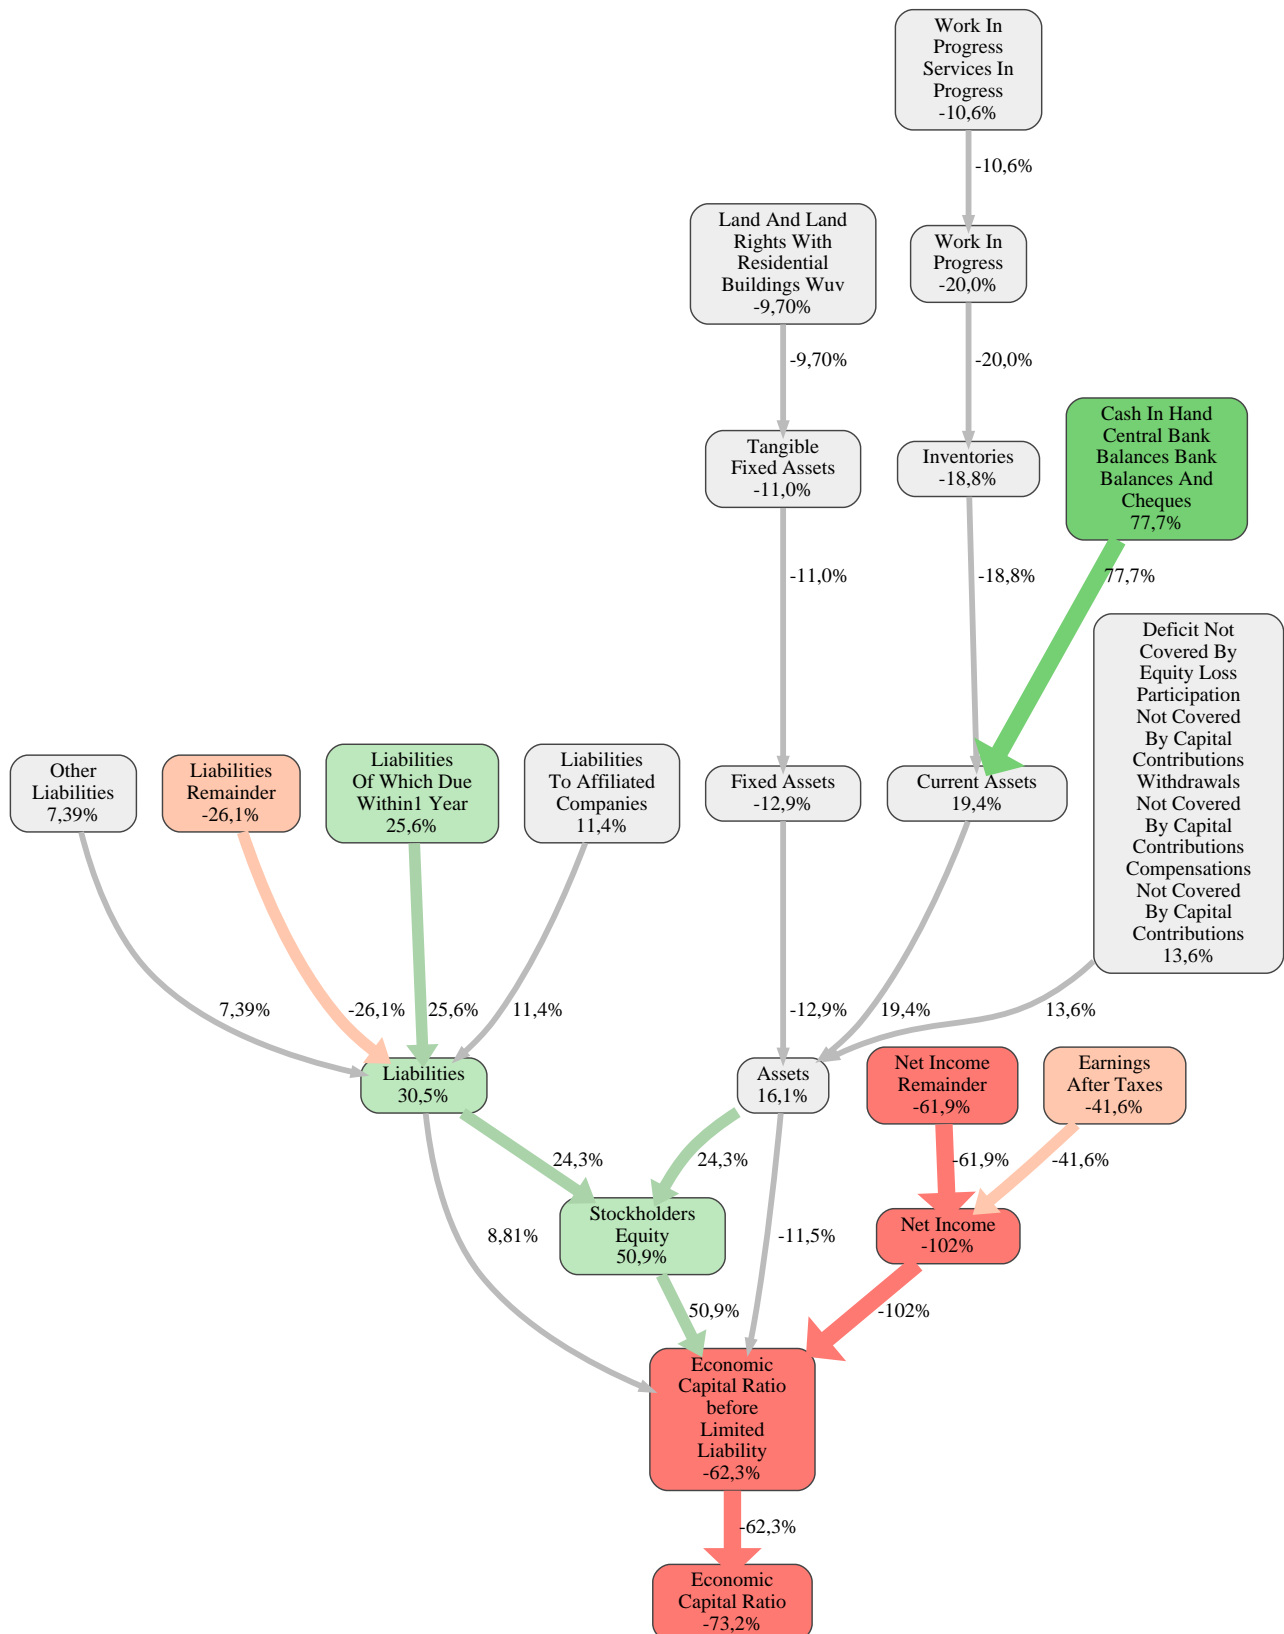 Work In
Progress
Services In
Progress
-10,6%
-10,6%
Land And Land
Rights With
Residential
Buildings Wuv
-9,70%
Work In
Progress
-20,0%
-9,70%
-20,0%
Cash In Hand
Central Bank
Balances Bank
Balances And
Cheques
77,7%
Tangible
Fixed Assets
-11,0%
Inventories
-18,8%
-11,0%
-18,8%
77,7%
Deficit Not
Covered By
Equity Loss
Participation
Not Covered
By Capital
Contributions
Withdrawals
Not Covered
By Capital
Contributions
Compensations
Not Covered
By Capital
Contributions
13,6%
Other
Liabilities
7,39%
Liabilities
Remainder
-26,1%
Liabilities
Of Which Due
Within1 Year
25,6%
Liabilities
To Affiliated
Companies
11,4%
Fixed Assets
-12,9%
Current Assets
19,4%
7,39%
-26,1%
25,6%
11,4%
-12,9%
19,4%
13,6%
Liabilities
30,5%
Assets
16,1%
Net Income
Remainder
-61,9%
Earnings
After Taxes
-41,6%
24,3%
24,3%
-61,9%
-41,6%
Stockholders
Equity
50,9%
Net Income
-102%
8,81%
-11,5%
50,9%
-102%
Economic
Capital Ratio
before
Limited
Liability
-62,3%
-62,3%
Economic
Capital Ratio
-73,2%